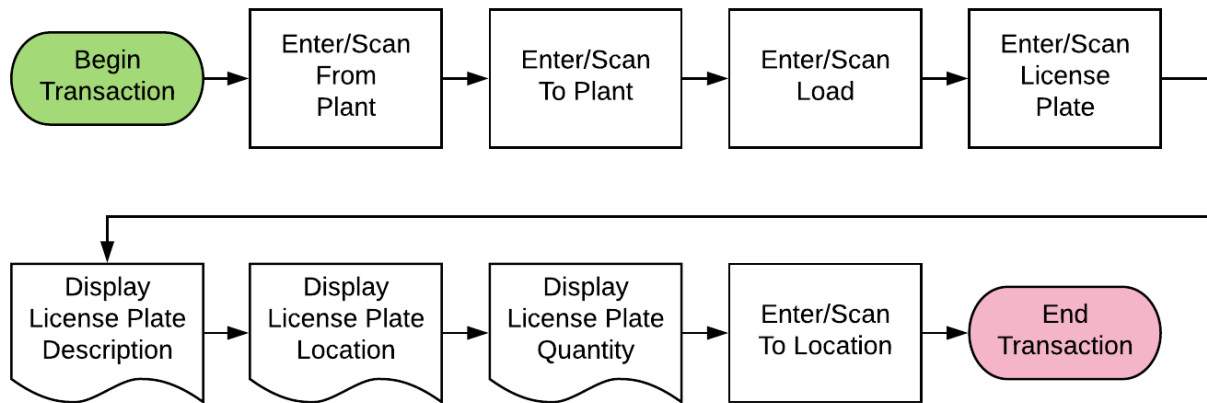 Begin
Transaction
Enter/Scan
From
Plant
Enter/Scan
To Plant
Enter/Scan
Load
Enter/Scan
License
Plate
Display
License Plate
Description
Display
License Plate
Location
Display
License Plate
Quantity
Enter/Scan
To Location
End
Transaction